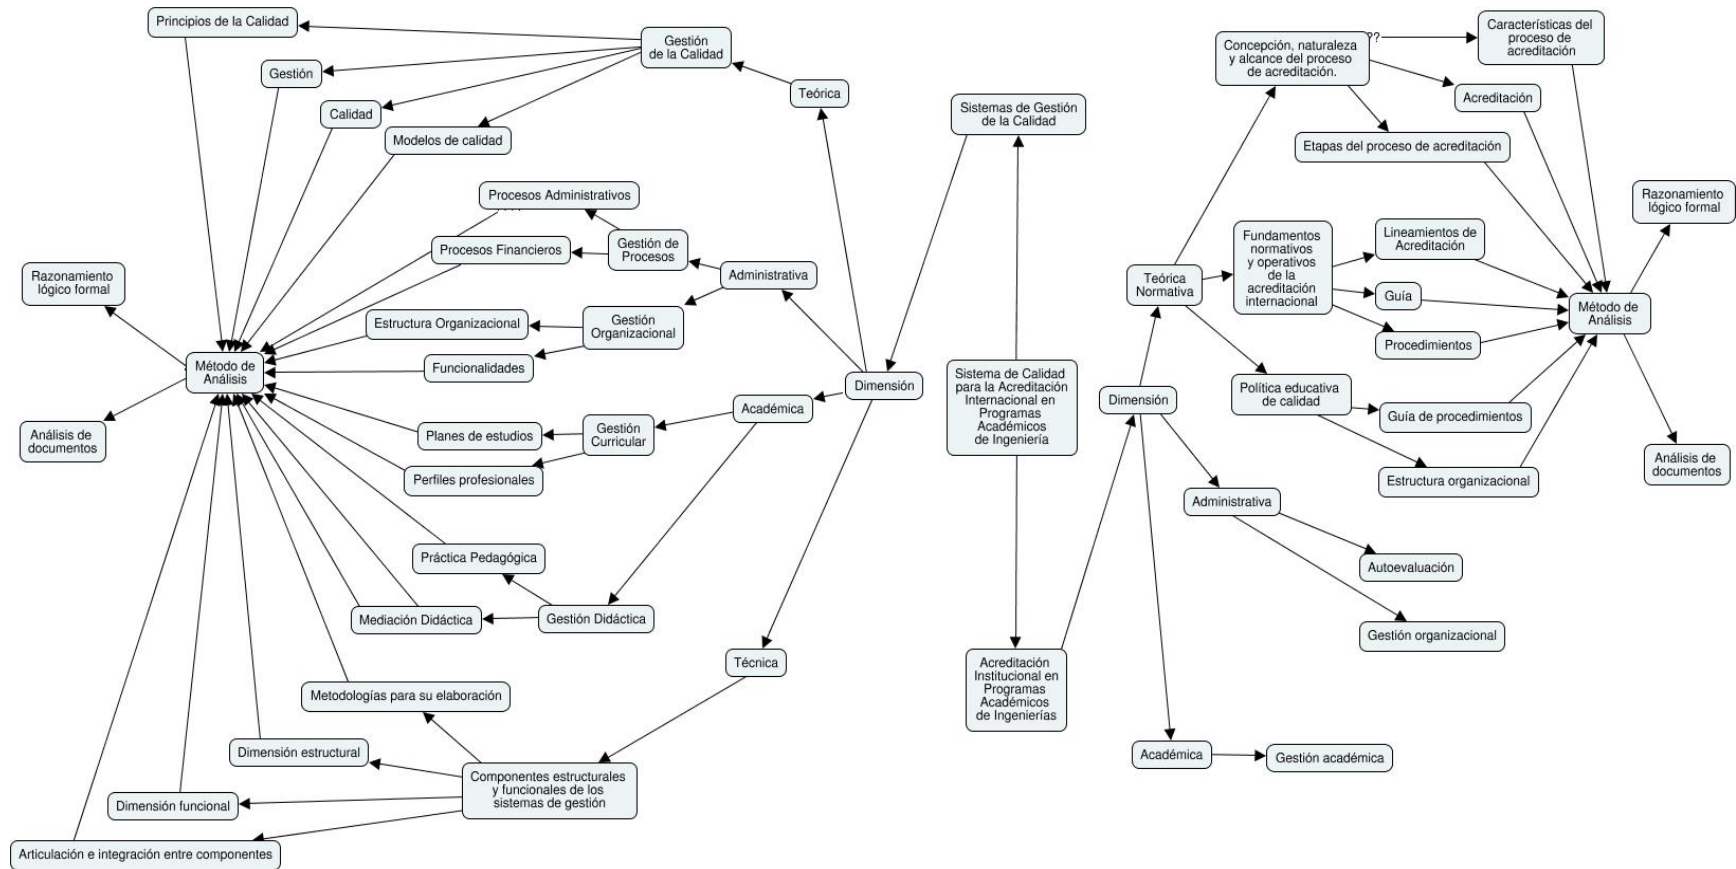 Principios de la Calidad
Gestión
de la Calidad
Gestión
Teórica
Calidad
Modelos de calidad
Procesos Administrativos
Procesos Financieros
Gestión de
Procesos
Administrativa
Estructura Organizacional
Gestión
Organizacional
Funcionalidades
Razonamiento
lógico formal
Método de
Análisis
Análisis de
documentos
Dimensión
Académica
Planes de estudios
Gestión
Curricular
Perfiles profesionales
Práctica Pedagógica
Mediación Didáctica
Gestión Didáctica
Técnica
Metodologías para su elaboración
Dimensión estructural
Componentes estructurales
y funcionales de los
sistemas de gestión
Dimensión funcional
Articulación e integración entre componentes
Sistemas de Gestión
de la Calidad
Sistema de Calidad
para la Acreditación
Internacional en
Programas
Académicos
de Ingeniería
Acreditación
Institucional en
Programas
Académicos
de Ingenierías
Concepción, naturaleza
y alcance del proceso
de acreditación.
??
Características del
proceso de
acreditación
Acreditación
Etapas del proceso de acreditación
Razonamiento
lógico formal
Teórica
Normativa
Fundamentos
normativos
y operativos
de la
acreditación
internacional
Lineamientos de
Acreditación
Guía
Procedimientos
Método de
Análisis
Dimensión
Política educativa
de calidad
Guía de procedimientos
Estructura organizacional
Análisis de
documentos
Administrativa
Autoevaluación
Gestión organizacional
Académica
Gestión académica